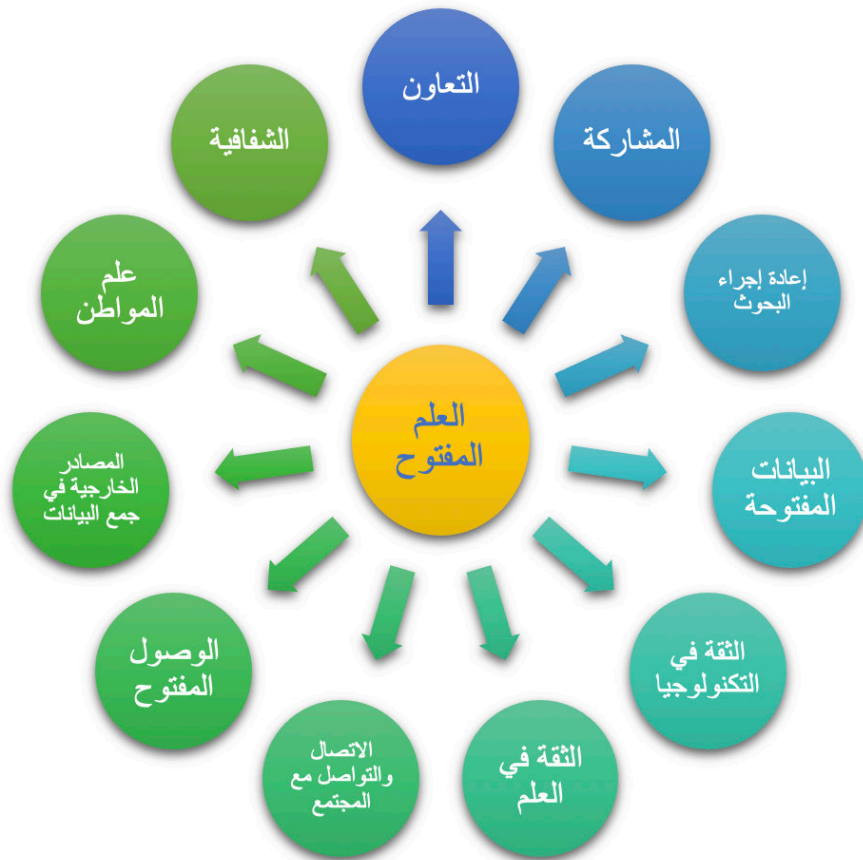 التعاون
المشاركة
إعادة إجراء
البحوث
البيانات
المفتوحة
الثقة في
التكنولوجيا
الثقة في
العلم
الاتصال
والتواصل مع
المجتمع
الوصول
المفتوح
المصادر
الخارجية في
جمع البيانات
علم
المواطن
الشفافية
العلم
المفتوح